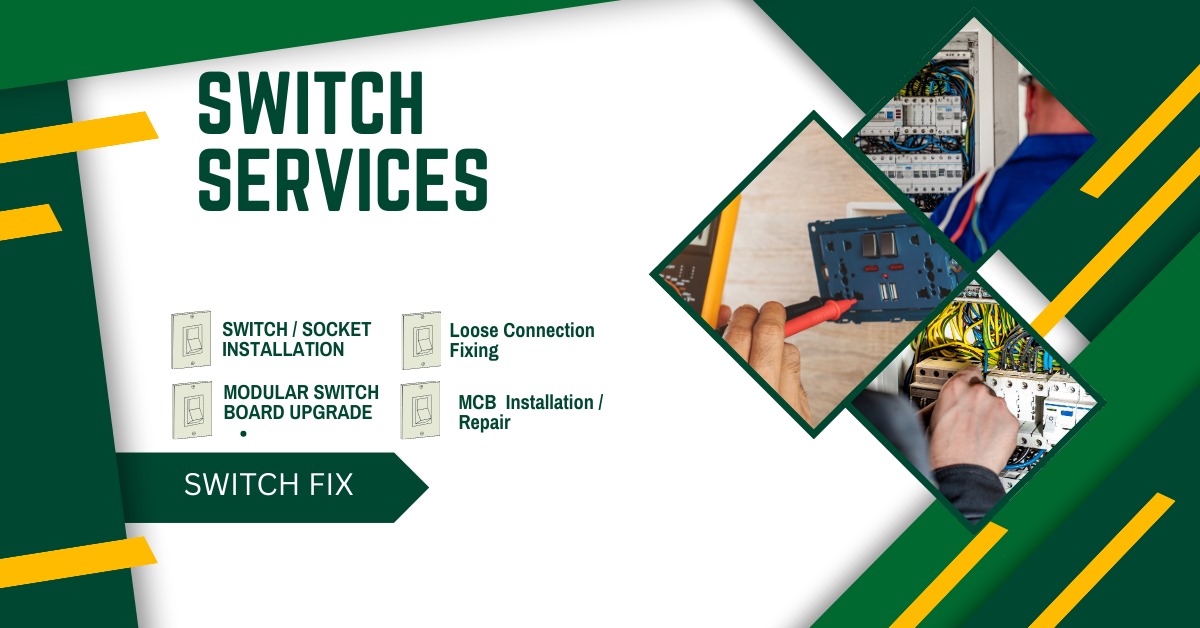 SWITCH
SERVICES
SWITCH / SOCKET
INSTALLATION
Loose Connection
Fixing
MODULAR SWITCH
BOARD UPGRADE
•
MCB  Installation /
Repair
SWITCH FIX